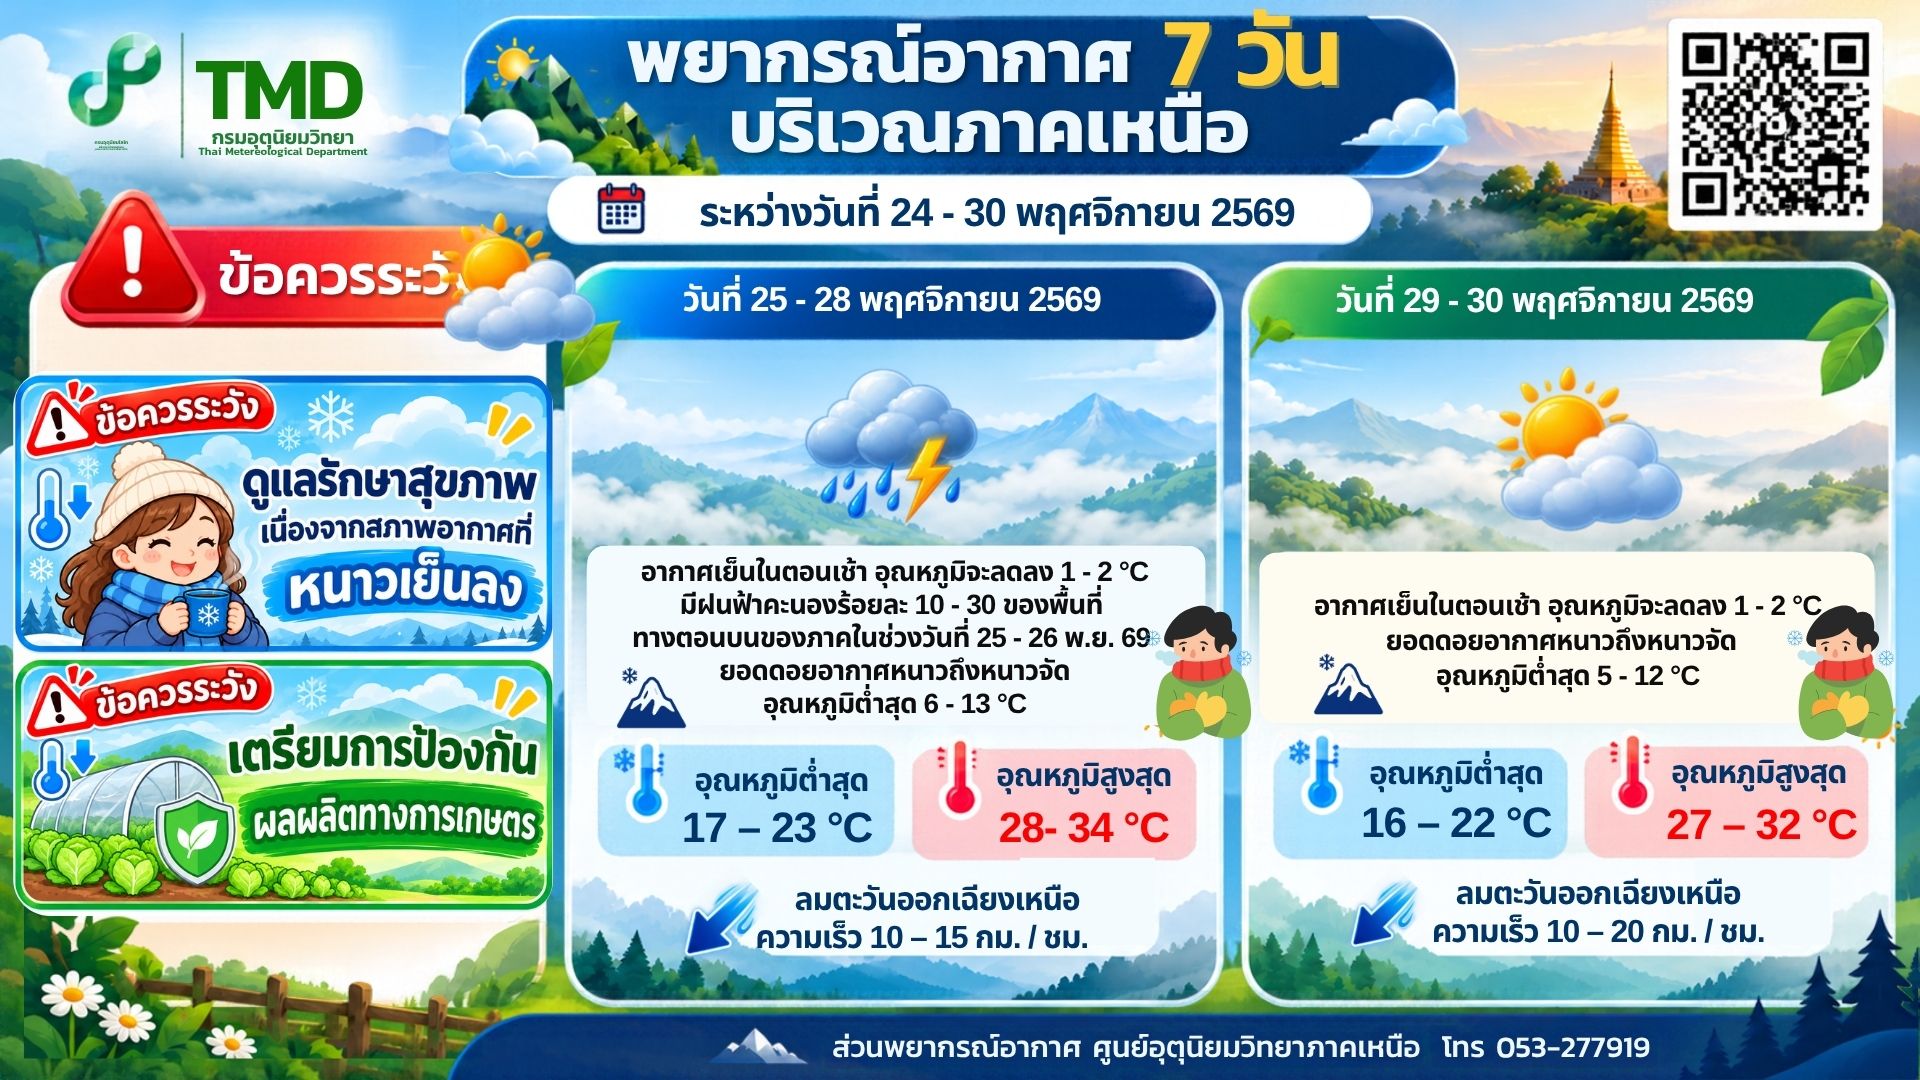 TMD
กรมอุตุนิยมวิทยา
Thai Metereological Department
พยากรณ์อากาศ 7 วัน
บริเวณภาคเหนือ
ระหว่างวันที่ 24 - 30 พฤศจิกายน 2569
ข้อควรระวั
ข้อควรระวัง
ดูแลรักษาสุขภาพ
เนื่องจากสภาพอากาศที่
หนาวเย็นลง
ข้อควรระวัง
เตรียมการป้องกัน
ผลผลิตทางการเกษตร
วันที่ 25 - 28 พฤศจิกายน 2569
อากาศเย็นในตอนเช้า อุณหภูมิจะลดลง 1 - 2 °C
มีฝนฟ้าคะนองร้อยละ 10 - 30 ของพื้นที่
ทางตอนบนของภาคในช่วงวันที่ 25 - 26 พ.ย. 69
ยอดดอยอากาศหนาวถึงหนาวจัด
อุณหภูมิต่ำสุด 6 - 13 °C
อุณหภูมิต่ำสุด
17 – 23 °C
อุณหภูมิสูงสุด
28- 34 °C
ลมตะวันออกเฉียงเหนือ
ความเร็ว 10 – 15 กม. / ชม.
วันที่ 29 - 30 พฤศจิกายน 2569
อากาศเย็นในตอนเช้า อุณหภูมิจะลดลง 1 - 2 °C
ยอดดอยอากาศหนาวถึงหนาวจัด
อุณหภูมิต่ำสุด 5 - 12 °C
อุณหภูมิต่ำสุด
16 – 22 °C
อุณหภูมิสูงสุด
27 – 32 °C
ลมตะวันออกเฉียงเหนือ
ความเร็ว 10 – 20 กม. / ชม.
ส่วนพยากรณ์อากาศ ศูนย์อุตุนิยมวิทยาภาคเหนือ โทร 053-277919